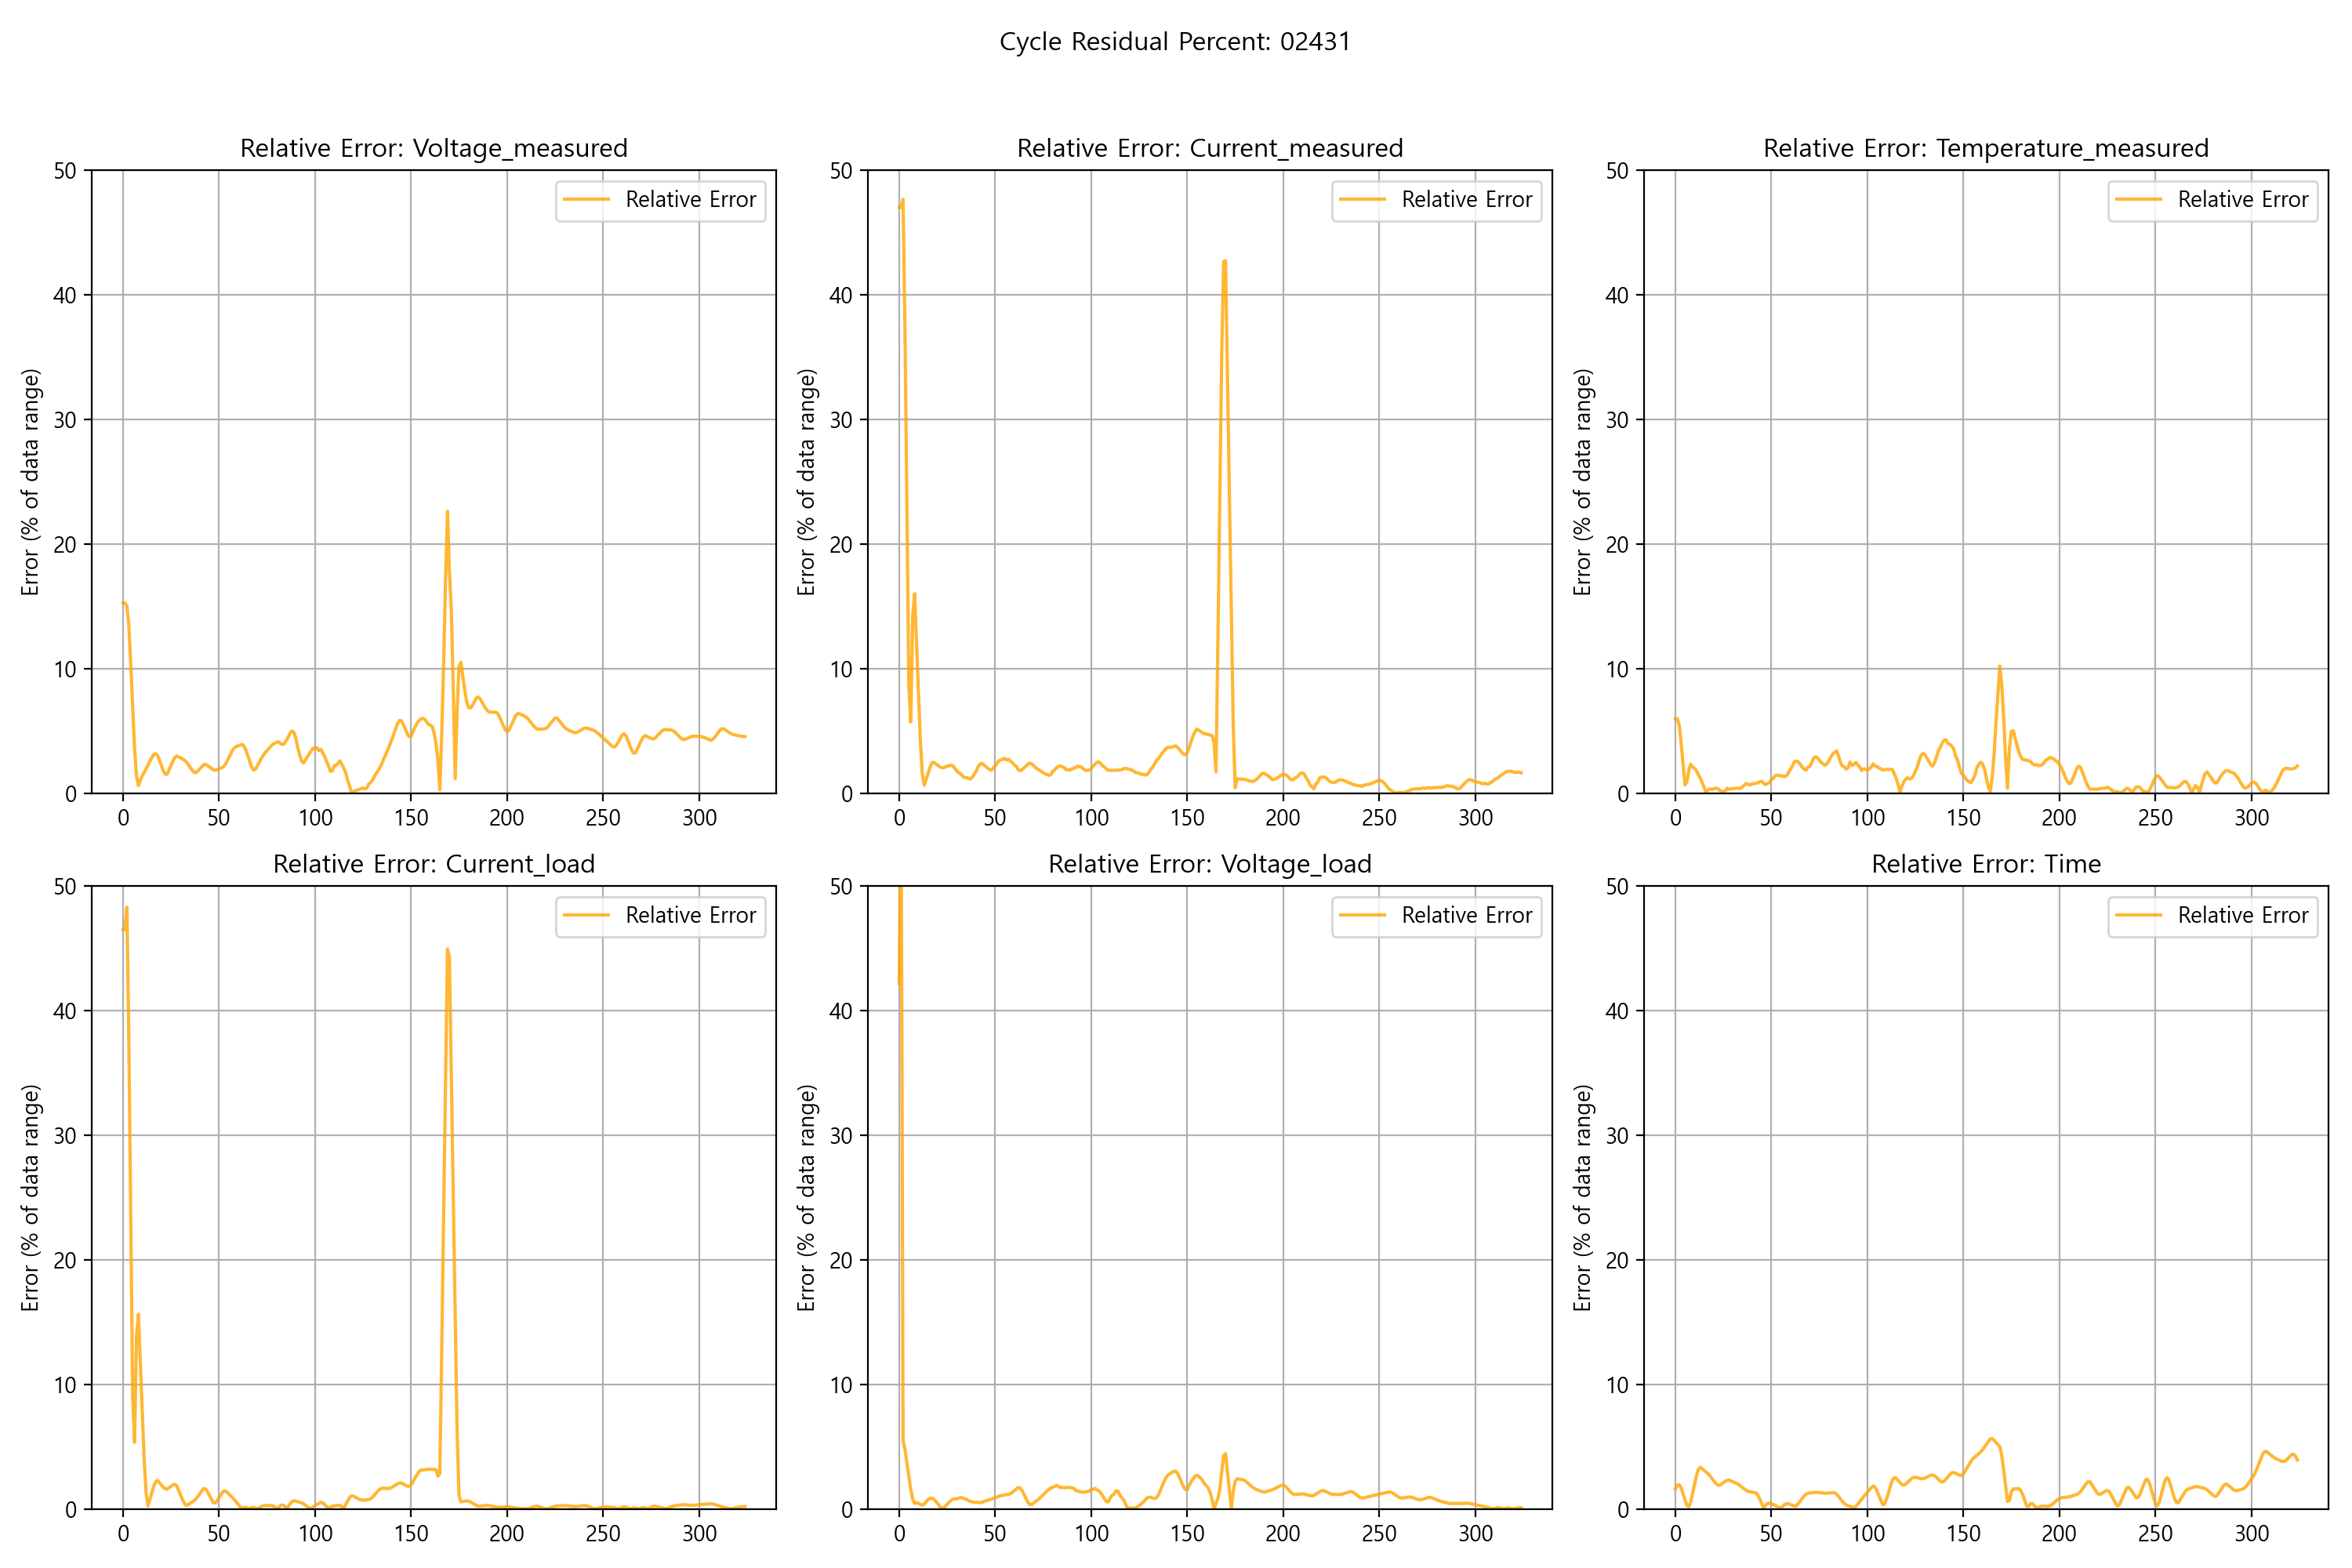 Cycle Residual Percent: 02431
Relative Error: Voltage_measured
Relative Error: Current_measured
Relative Error: Temperature_measured
Relative Error
Relative Error
Relative Error
Error (% of data range)
Error (% of data range)
Error (% of data range)
50
40
30
20
10
0
50
40
30
20
10
0
50
40
30
20
10
0
0 50 100 150 200 250 300
0 50 100 150 200 250 300
0 50 100 150 200 250 300
Relative Error: Current_load
Relative Error: Voltage_load
Relative Error: Time
Relative Error
Relative Error
Relative Error
Error (% of data range)
Error (% of data range)
Error (% of data range)
50
40
30
20
10
0
50
40
30
20
10
0
50
40
30
20
10
0
0 50 100 150 200 250 300
0 50 100 150 200 250 300
0 50 100 150 200 250 300